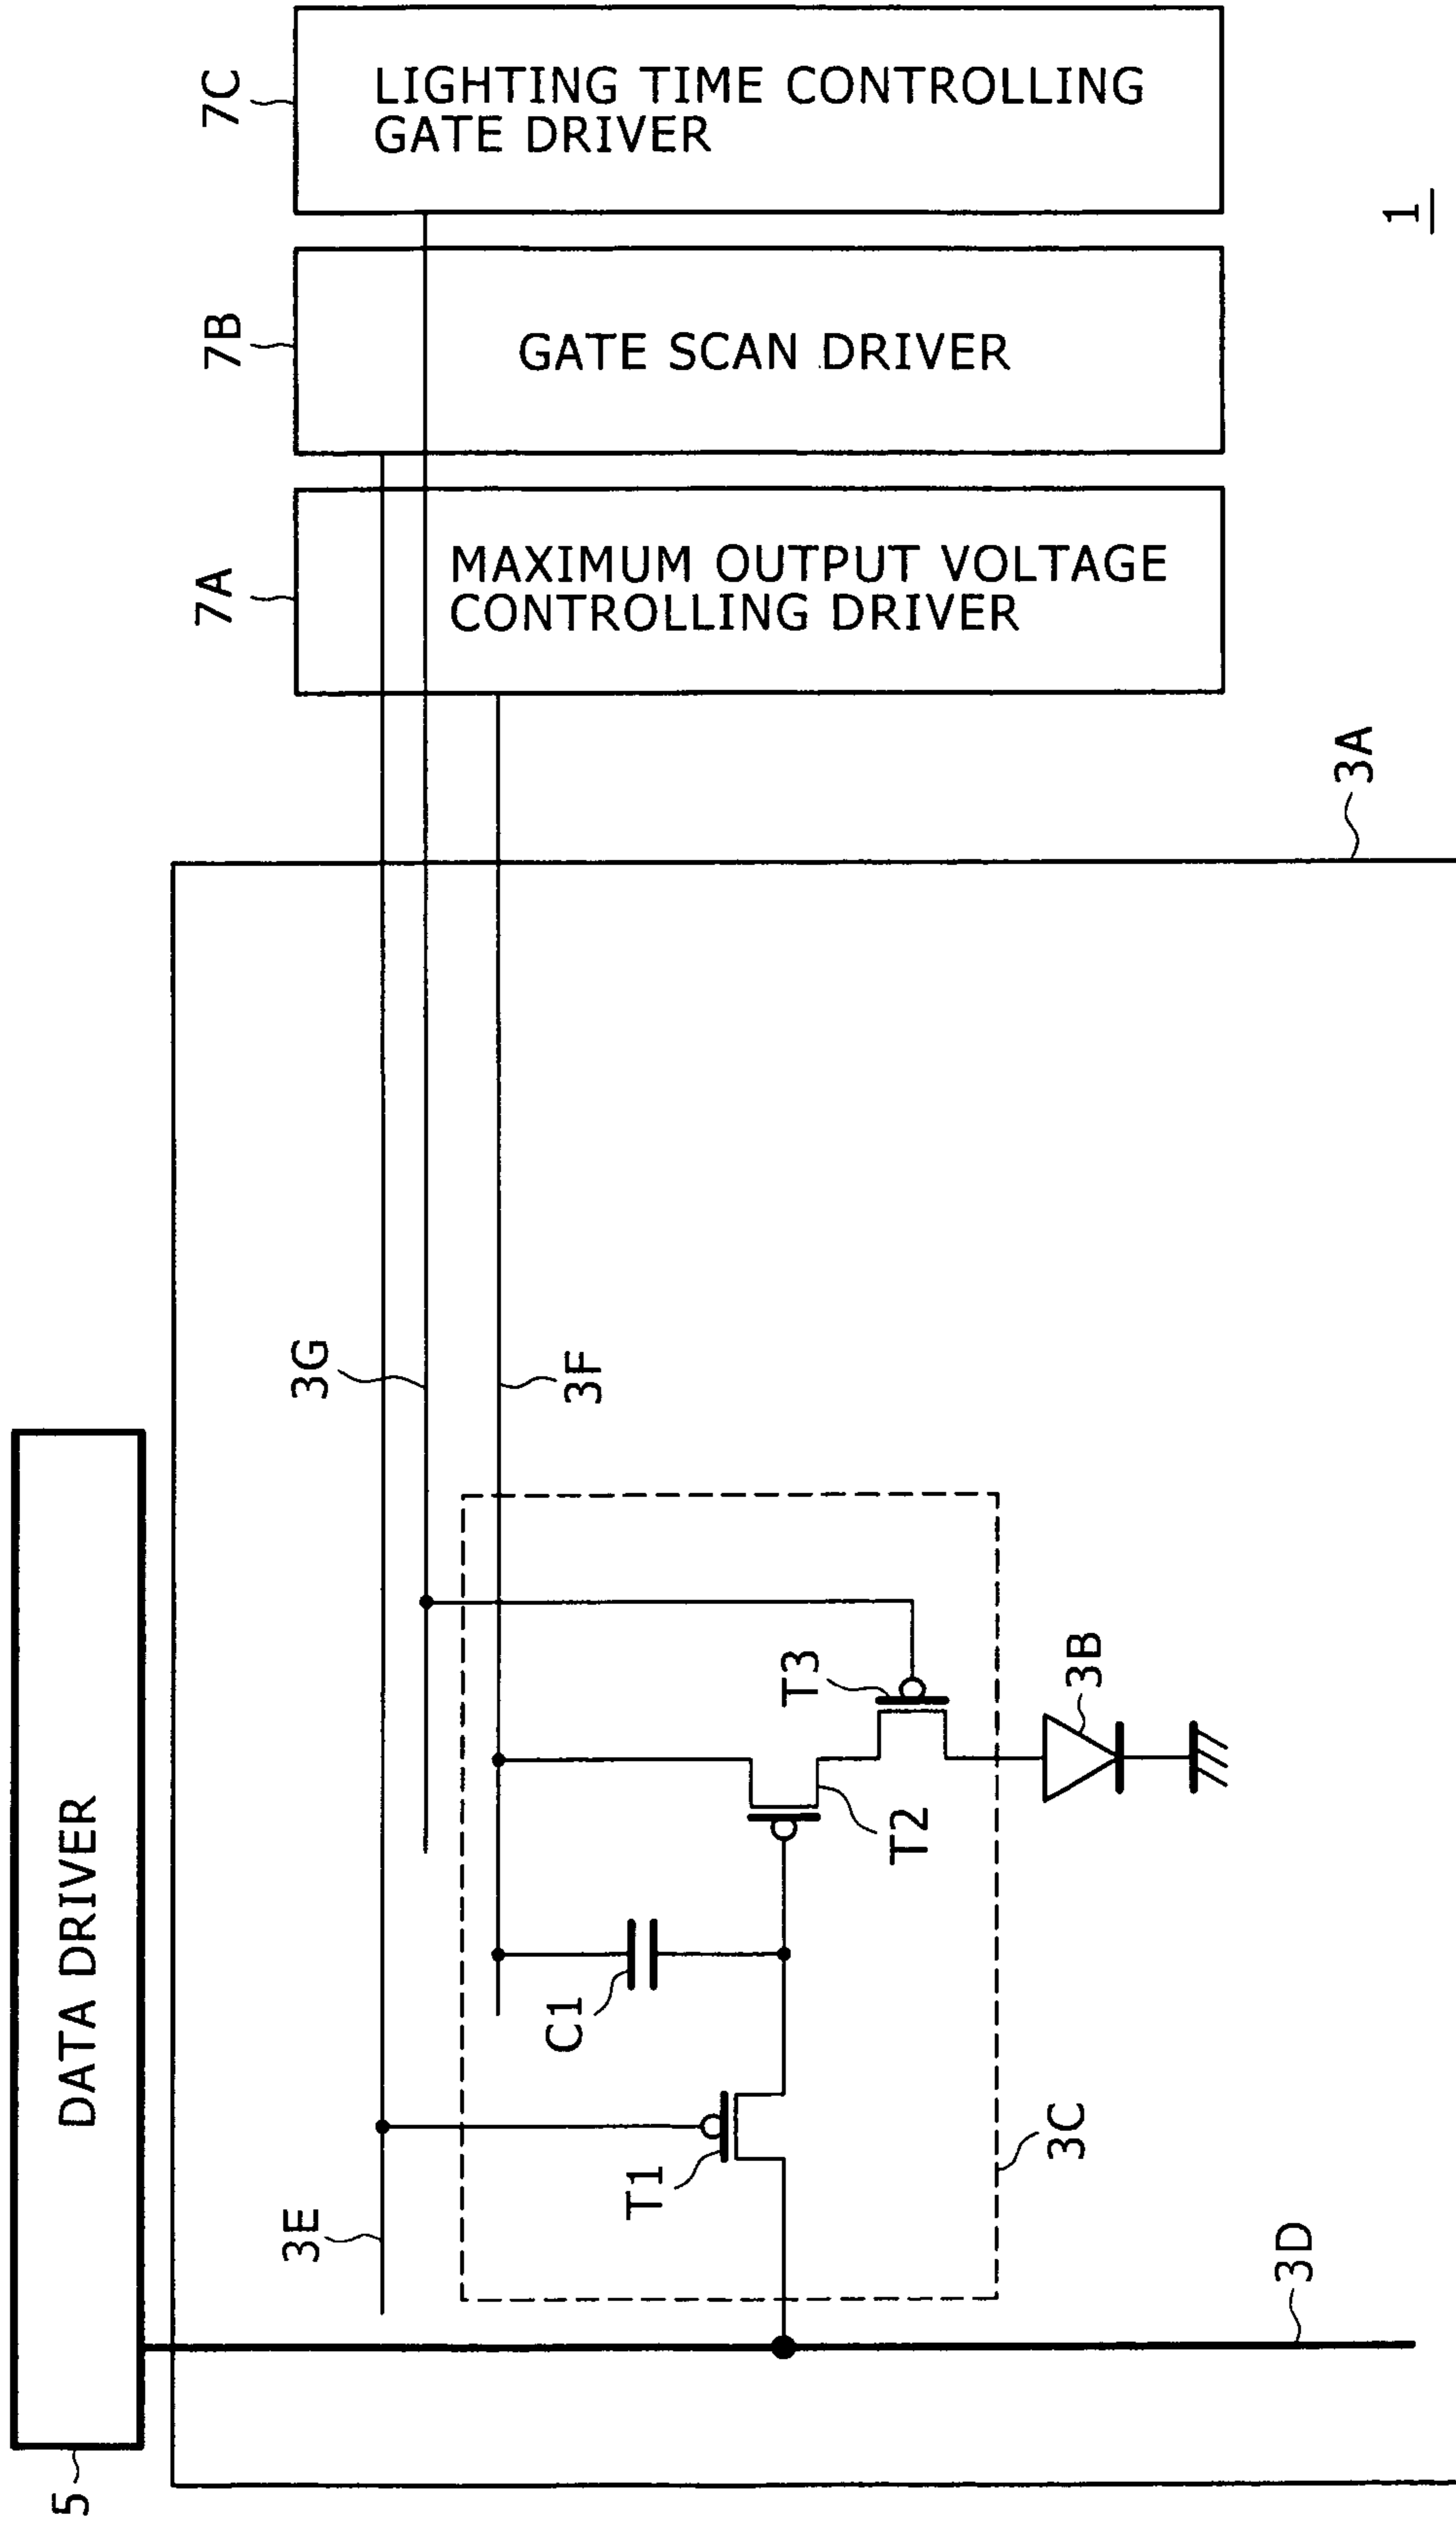 5
DATA DRIVER
7A
MAXIMUM OUTPUT VOLTAGE
CONTROLLING DRIVER
7B
GATE SCAN DRIVER
7C
LIGHTING TIME CONTROLLING
GATE DRIVER
3E
3G
3F
T1
C1
T2
T3
3B
3C
3D
3A
1